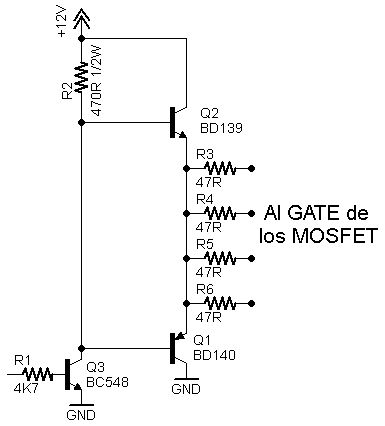 +12V
R2
470R 1/2W
Q2
BD139
R3
47R
R4
47R
Al GATE de
los MOSFET
R5
47R
R6
47R
Q1
BD140
GND
R1
4K7
Q3
BC548
GND